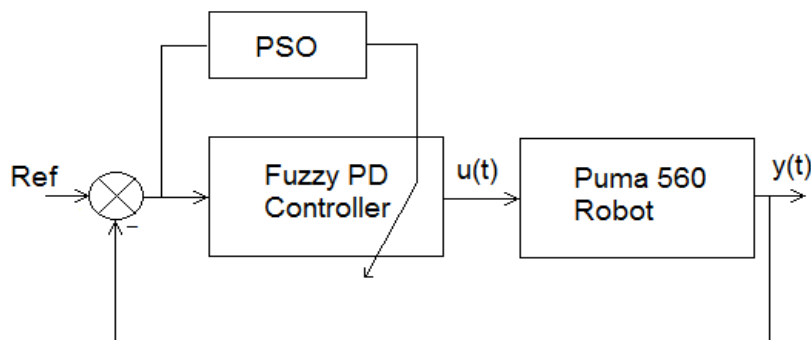 PSO
Ref
Fuzzy PD
Controller
u(t)
Puma 560
Robot
y(t)
-